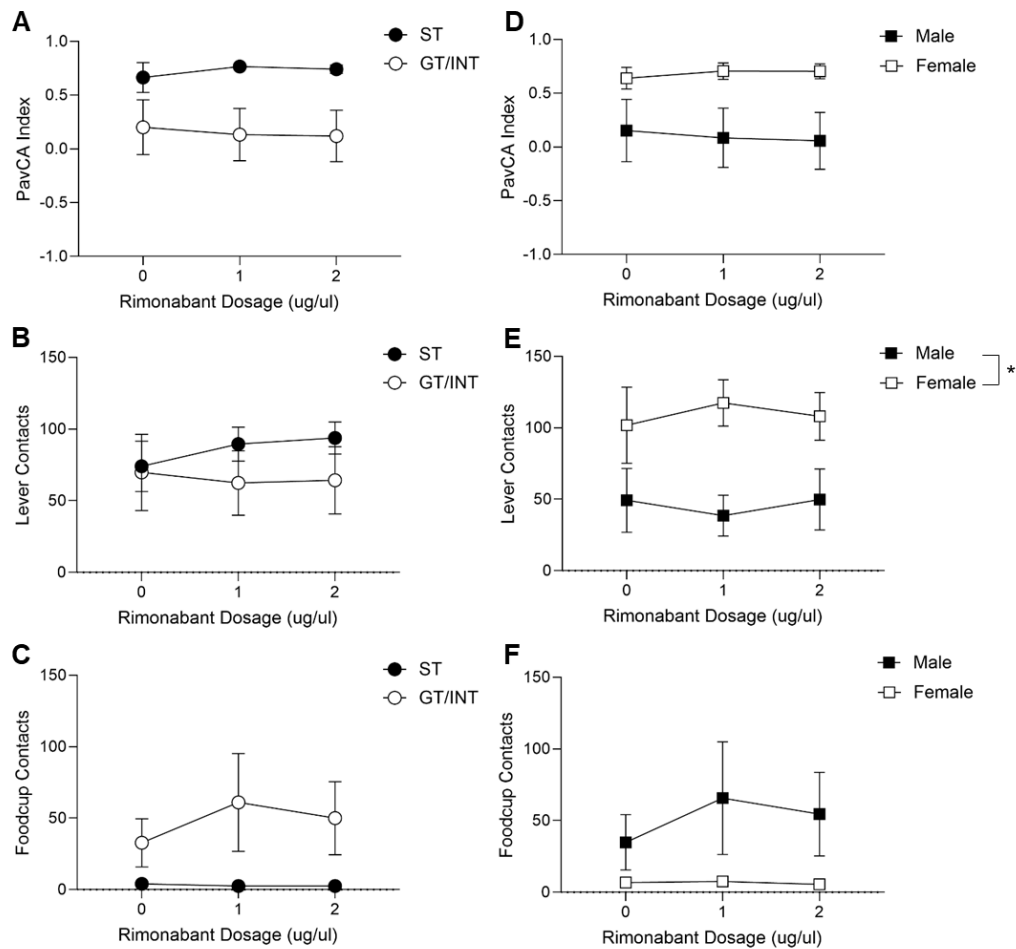 A
ST
GT/INT
1.0
0.5
0.0
-0.5
-1.0
PavCA Index
0
1
2
Rimonabant Dosage (ug/ul)
D
Male
Female
1.0
0.5
0.0
-0.5
-1.0
PavCA Index
0
1
2
Rimonabant Dosage (ug/ul)
B
ST
GT/INT
150
100
50
0
Lever Contacts
0
1
2
Rimonabant Dosage (ug/ul)
E
Male
Female
*
150
100
50
0
Lever Contacts
0
1
2
Rimonabant Dosage (ug/ul)
C
ST
GT/INT
150
100
50
0
Foodcup Contacts
0
1
2
Rimonabant Dosage (ug/ul)
F
Male
Female
150
100
50
0
Foodcup Contacts
0
1
2
Rimonabant Dosage (ug/ul)